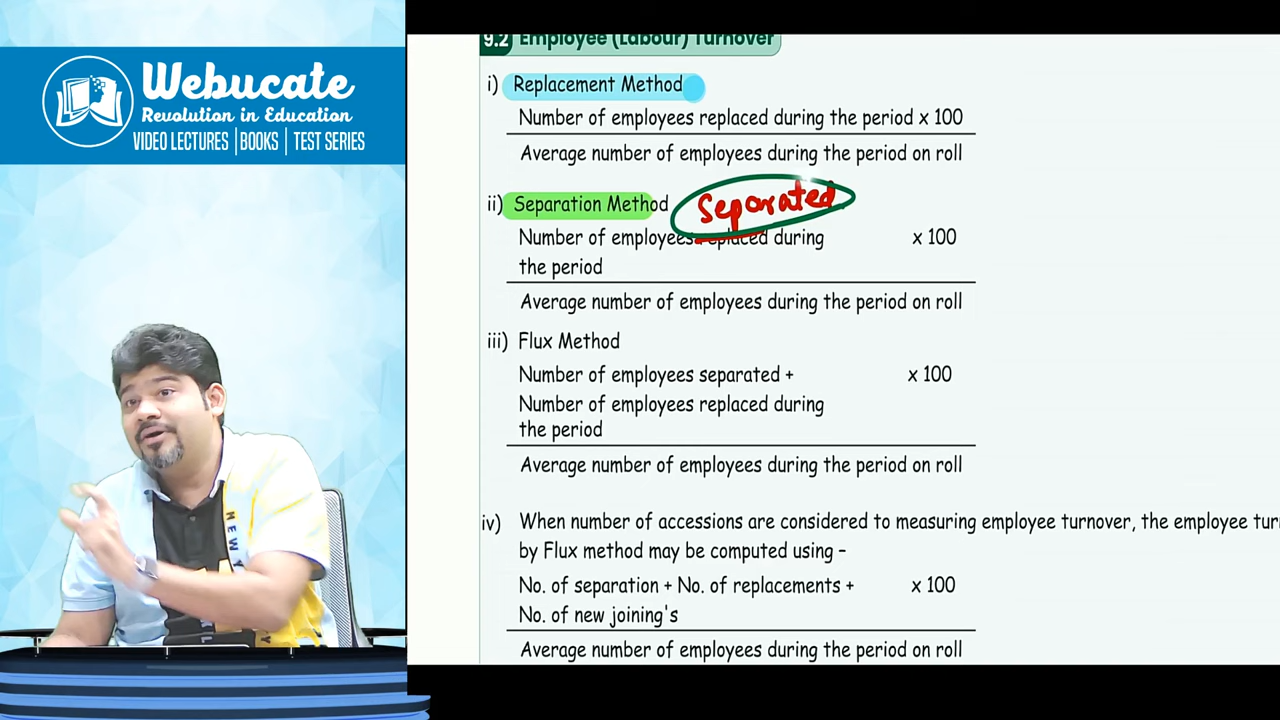 Webucate
Revolution in Education
VIDEO LECTURES | BOOKS | TEST SERIES
9.2 Employee (Labour) Turnover
i) Replacement Method
Number of employees replaced during the period x 100
Average number of employees during the period on roll
ii) Separation Method Separated
Number of employees replaced during x 100
the period
Average number of employees during the period on roll
iii) Flux Method
Number of employees separated + x 100
Number of employees replaced during
the period
Average number of employees during the period on roll
iv) When number of accessions are considered to measuring employee turnover, the employee tur
by Flux method may be computed using –
No. of separation + No. of replacements + x 100
No. of new joining's
Average number of employees during the period on roll